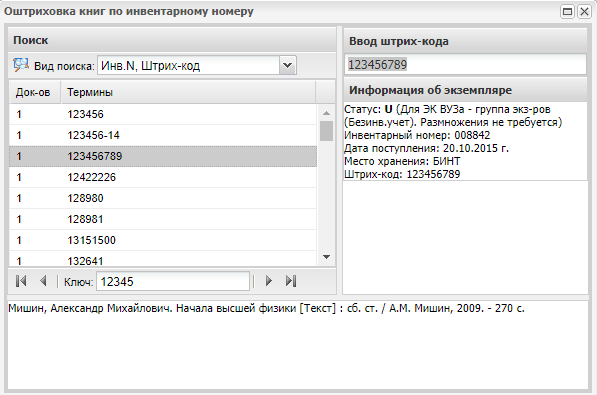 Оштриховка книг по инвентарному номеру
Поиск
Вид поиска: Инв.N, Штрих-код
Док-ов Термины
1 123456
1 123456-14
1 123456789
1 12422226
1 128980
1 128981
1 13151500
1 132641
Ключ: 12345
Ввод штрих-кода
123456789
Информация об экземпляре
Статус: U (Для ЭК ВУЗа - группа экз-ров
(Безинв.учет). Размножения не требуется)
Инвентарный номер: 008842
Дата поступления: 20.10.2015 г.
Место хранения: БИНТ
Штрих-код: 123456789
Мишин, Александр Михайлович. Начала высшей физики [Текст] : сб. ст. / А.М. Мишин, 2009. - 270 с.